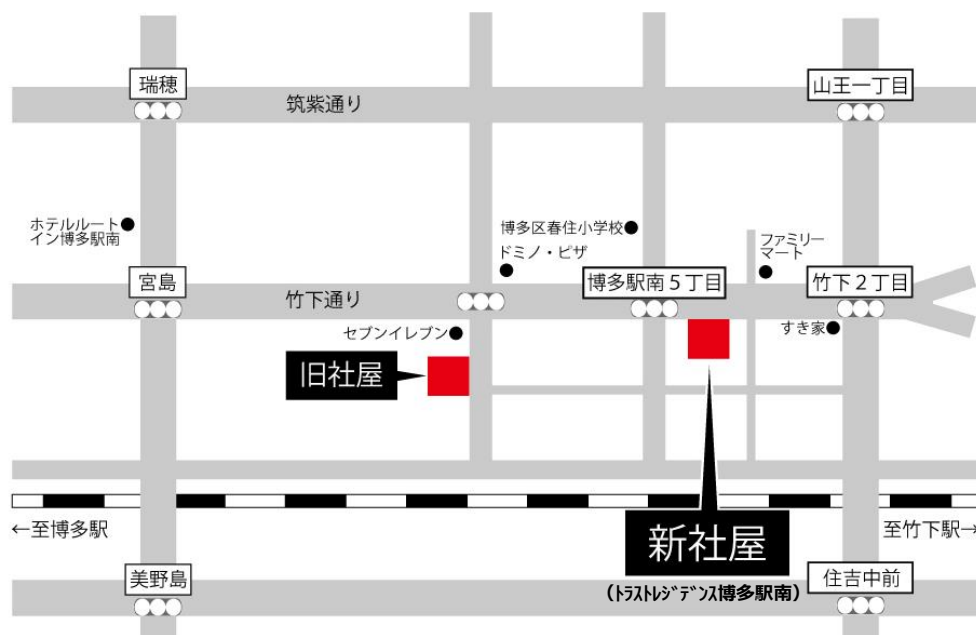 瑞穂
山王一丁目
筑紫通り
ホテルルート
イン博多駅南
博多区春住小学校
ドミノ・ピザ
ファミリー
マート
宮島
博多駅南5丁目
竹下2丁目
竹下通り
セブンイレブン
すき家
旧社屋
←至博多駅
至竹下駅→
新社屋
(トラストレジデンス博多駅南)
美野島
住吉中前